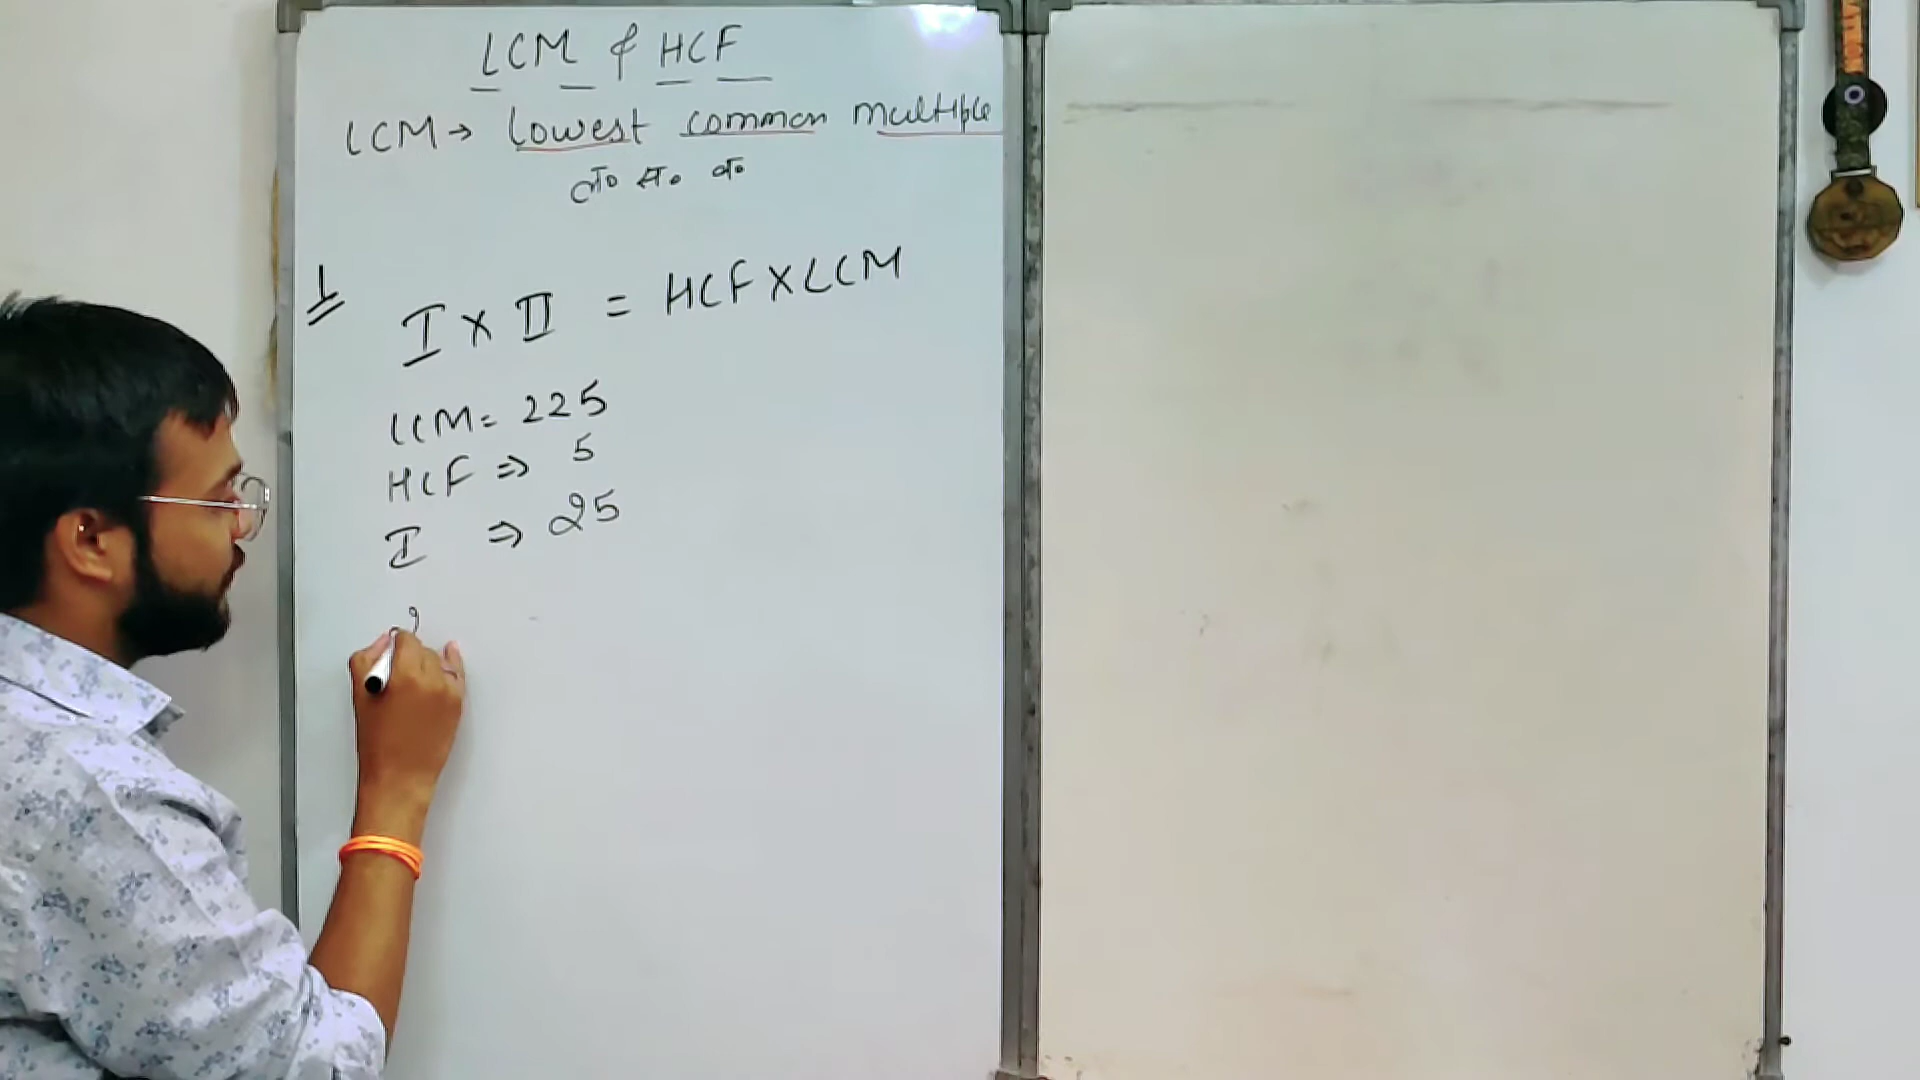 LCM & HCF
LCM → Lowest common multiple
ल० स० व०
1
I × II = HCF × LCM
LCM = 225
HCF ⇒ 5
I ⇒ 25